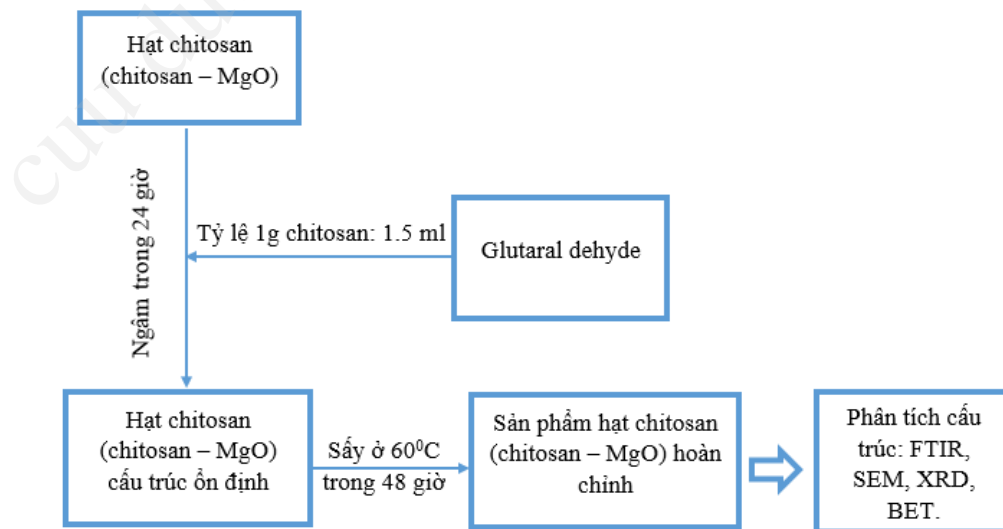 cuu du
Hạt chitosan
(chitosan – MgO)
Ngâm trong 24 giờ
Tỷ lệ 1g chitosan: 1.5 ml
Glutaral dehyde
Hạt chitosan
(chitosan – MgO)
cấu trúc ổn định
Sấy ở 60⁰C
trong 48 giờ
Sản phẩm hạt chitosan
(chitosan – MgO) hoàn
chỉnh
Phân tích cấu
trúc: FTIR,
SEM, XRD,
BET.